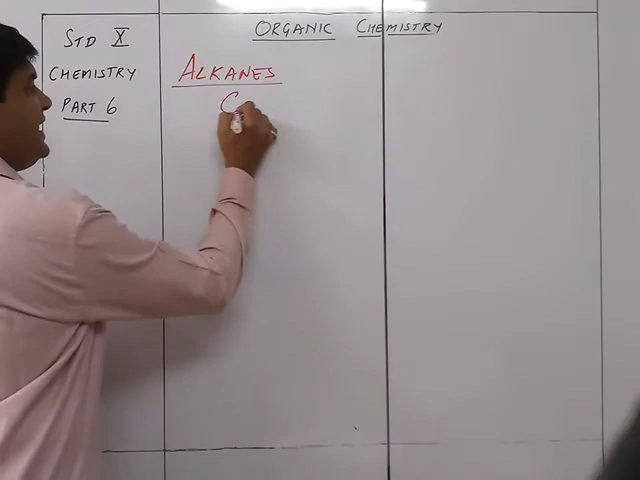 ORGANIC CHEMISTRY
STD X
CHEMISTRY
PART 6
ALKANES
C